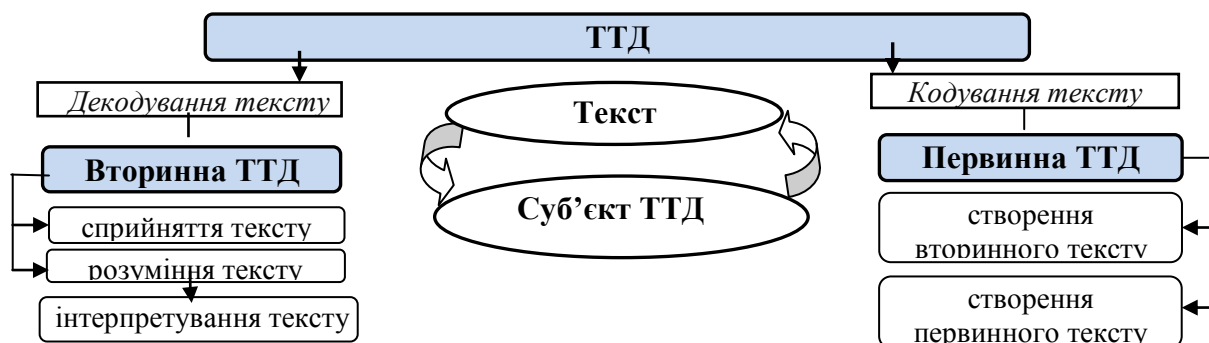 ТТД
Декодування тексту
Вторинна ТТД
сприйняття тексту
розуміння тексту
інтерпретування тексту
Текст
Суб’єкт ТТД
Кодування тексту
Первинна ТТД
створення
вторинного тексту
створення
первинного тексту